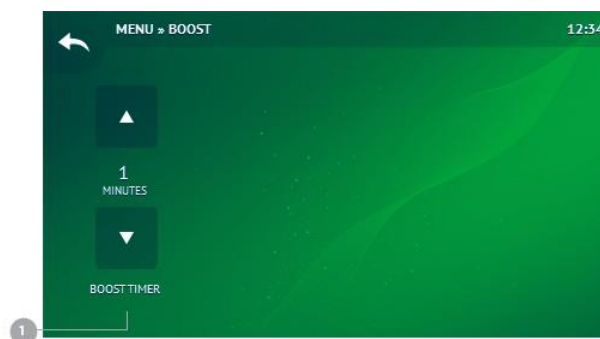 MENU » BOOST 12:34
1
MINUTES
BOOST TIMER
1